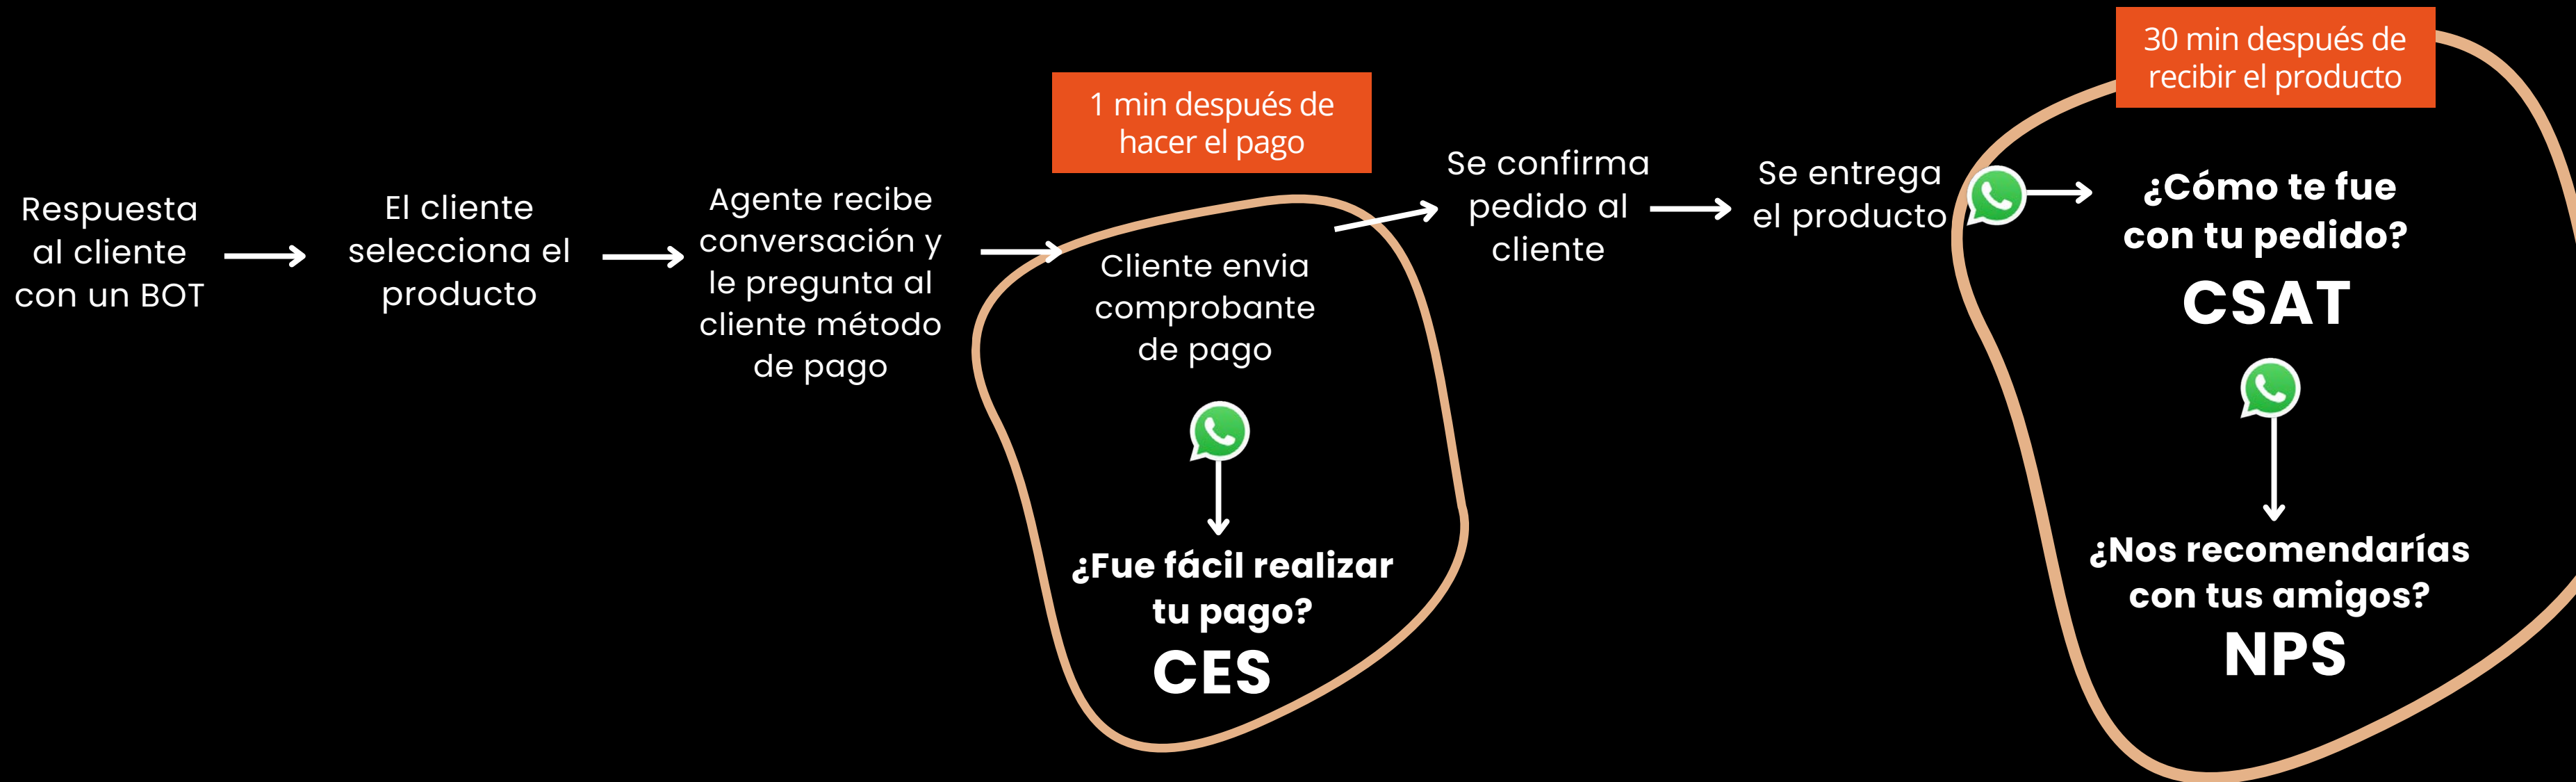 Respuesta
al cliente
con un BOT
El cliente
selecciona el
producto
Agente recibe
conversación y
le pregunta al
cliente método
de pago
1 min después de
hacer el pago
Cliente envia
comprobante
de pago
¿Fue fácil realizar
tu pago?
CES
Se confirma
pedido al
cliente
Se entrega
el producto
30 min después de
recibir el producto
¿Cómo te fue
con tu pedido?
CSAT
¿Nos recomendarías
con tus amigos?
NPS